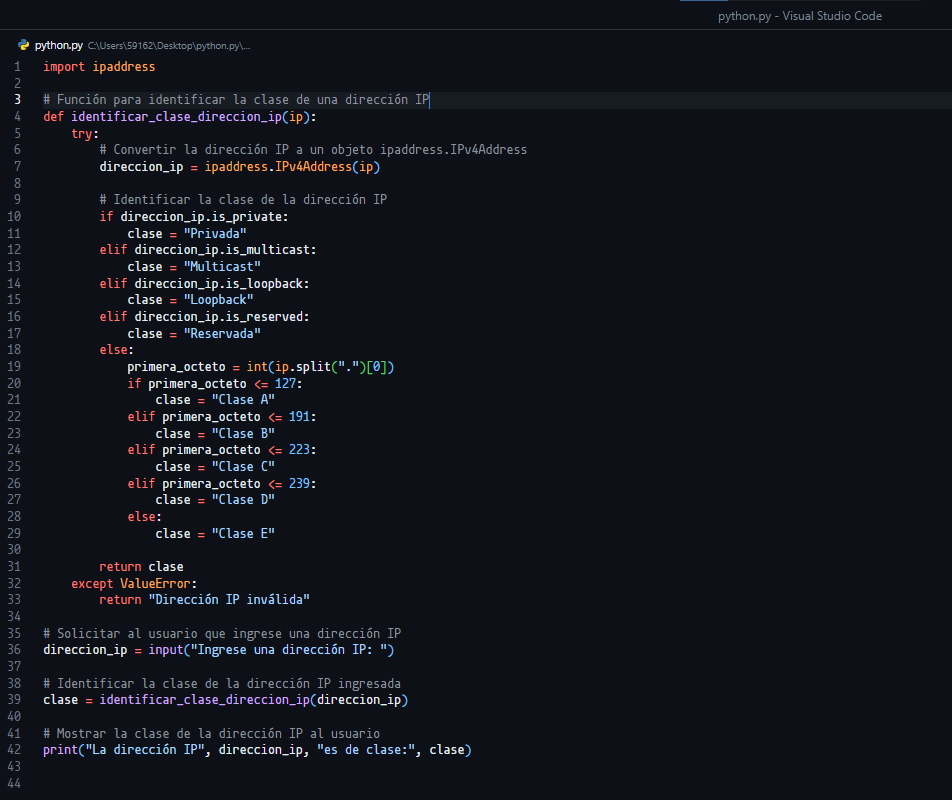 python.py - Visual Studio Code
python.py C:\Users\59162\Desktop\python.py\...
1 import ipaddress
2
3 # Función para identificar la clase de una dirección IP
4 def identificar_clase_direccion_ip(ip):
5     try:
6         # Convertir la dirección IP a un objeto ipaddress.IPv4Address
7         direccion_ip = ipaddress.IPv4Address(ip)
8
9         # Identificar la clase de la dirección IP
10         if direccion_ip.is_private:
11             clase = "Privada"
12         elif direccion_ip.is_multicast:
13             clase = "Multicast"
14         elif direccion_ip.is_loopback:
15             clase = "Loopback"
16         elif direccion_ip.is_reserved:
17             clase = "Reservada"
18         else:
19             primera_octeto = int(ip.split(".")[0])
20             if primera_octeto <= 127:
21                 clase = "Clase A"
22             elif primera_octeto <= 191:
23                 clase = "Clase B"
24             elif primera_octeto <= 223:
25                 clase = "Clase C"
26             elif primera_octeto <= 239:
27                 clase = "Clase D"
28             else:
29                 clase = "Clase E"
30
31         return clase
32     except ValueError:
33         return "Dirección IP inválida"
34
35 # Solicitar al usuario que ingrese una dirección IP
36 direccion_ip = input("Ingrese una dirección IP: ")
37
38 # Identificar la clase de la dirección IP ingresada
39 clase = identificar_clase_direccion_ip(direccion_ip)
40
41 # Mostrar la clase de la dirección IP al usuario
42 print("La dirección IP", direccion_ip, "es de clase:", clase)
43
44